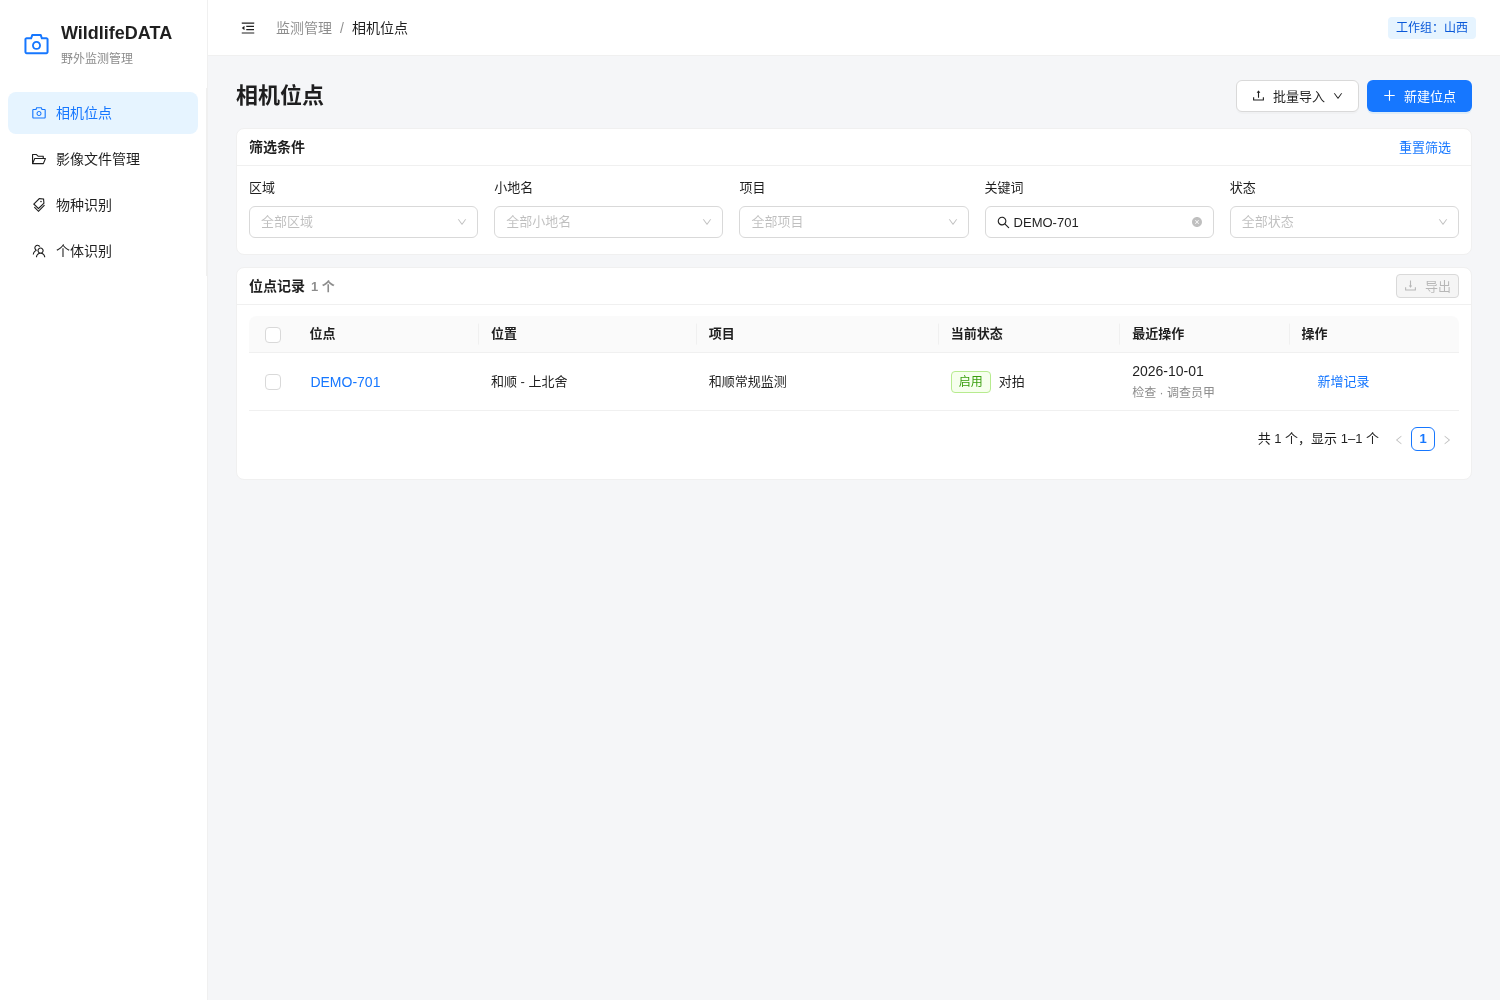 WildlifeDATA
野外监测管理
相机位点
影像文件管理
物种识别
个体识别
监测管理 / 相机位点
工作组：山西
相机位点
批量导入
新建位点
筛选条件
重置筛选
区域 小地名 项目 关键词 状态
全部区域 全部小地名 全部项目 DEMO-701 全部状态
位点记录 1 个
导出
位点 位置 项目 当前状态 最近操作 操作
DEMO-701 和顺 - 上北舍 和顺常规监测 启用 对拍 2026-10-01 新增记录
检查 · 调查员甲
共 1 个，显示 1–1 个 1